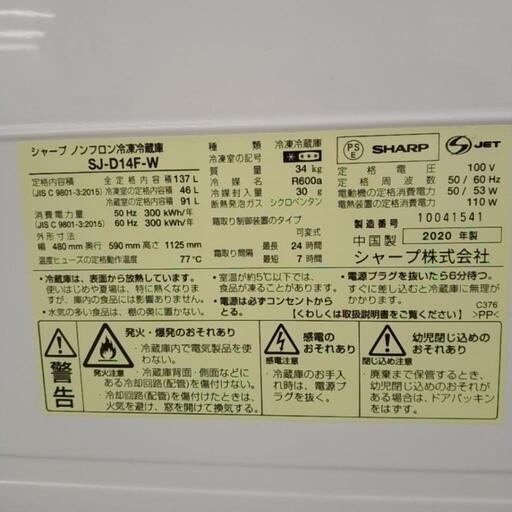 シャープ ノンフロン冷凍冷蔵庫
SJ-D14F-W
定格内容積 全定格内容積 137 L
(JIS C 9801-3:2015) 冷凍室の定格内容積 46 L
冷蔵室の定格内容積 91 L
消費電力量 50 Hz 300 kWh/年
(JIS C 9801-3:2015) 60 Hz 300 kWh/年
外形寸法
幅 480 mm 奥行 590 mm 高さ 1125 mm
温度ヒューズの定格動作温度 77℃
種類 冷凍冷蔵庫
冷凍室の記号
質量 34 kg
冷媒 R600a
冷媒封入量 30 g
断熱発泡ガス シクロペンタン
霜取り制御装置のタイプ
可変式
霜取り間隔 最長 24 時間
最短 7 時間
PS
E
SHARP
JET
定格電圧 100 V
定格周波数 50 / 60 Hz
電動機の定格消費電力 50 / 53 W
電熱装置の定格消費電力 110 W
製造番号 10041541
中国製 2020 年製
シャープ株式会社
•冷蔵庫は、表面から放熱しています。
使いはじめや夏場は、特に熱く感じますが、庫内の食品には影響ありません。
•水気の多い食品は、棚の奥に置かない。
•室温が約5℃以下では、食品が凍ることがあります。
•電源は必ずコンセントからとる。
•電源プラグを抜いたら6分待つ。
すぐに差し込むと冷蔵庫に無理がかかります。
【くわしくは取扱説明書をご覧ください】
C376
>PP<
警告
発火注意
発火・爆発のおそれあり
•冷蔵庫内で電気製品を使わない。
•冷蔵庫背面・側面などにある冷却回路(配管)を傷付けない。
•冷却回路(配管)を傷付けたときは、火気を避け、窓を開けて換気する。
感電注意
感電のおそれあり
冷蔵庫のお手入れ時は、電源プラグを抜く。
閉じ込め注意
幼児閉じ込めのおそれあり
•廃棄まで保管するとき、幼児閉じ込めのおそれがある場合は、ドアパッキンをはずす。